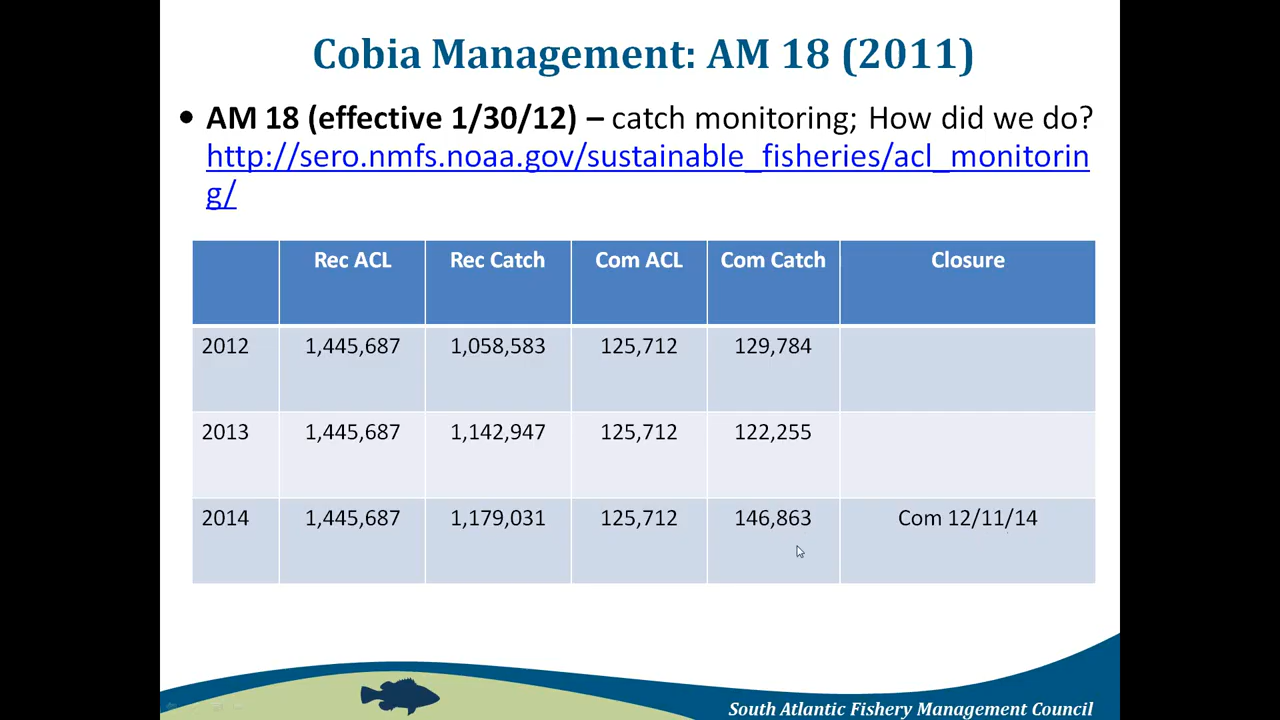 Cobia Management: AM 18 (2011)
• AM 18 (effective 1/30/12) – catch monitoring; How did we do?
http://sero.nmfs.noaa.gov/sustainable_fisheries/acl_monitorin
g/
Rec ACL Rec Catch Com ACL Com Catch Closure
2012 1,445,687 1,058,583 125,712 129,784
2013 1,445,687 1,142,947 125,712 122,255
2014 1,445,687 1,179,031 125,712 146,863 Com 12/11/14
South Atlantic Fishery Management Council